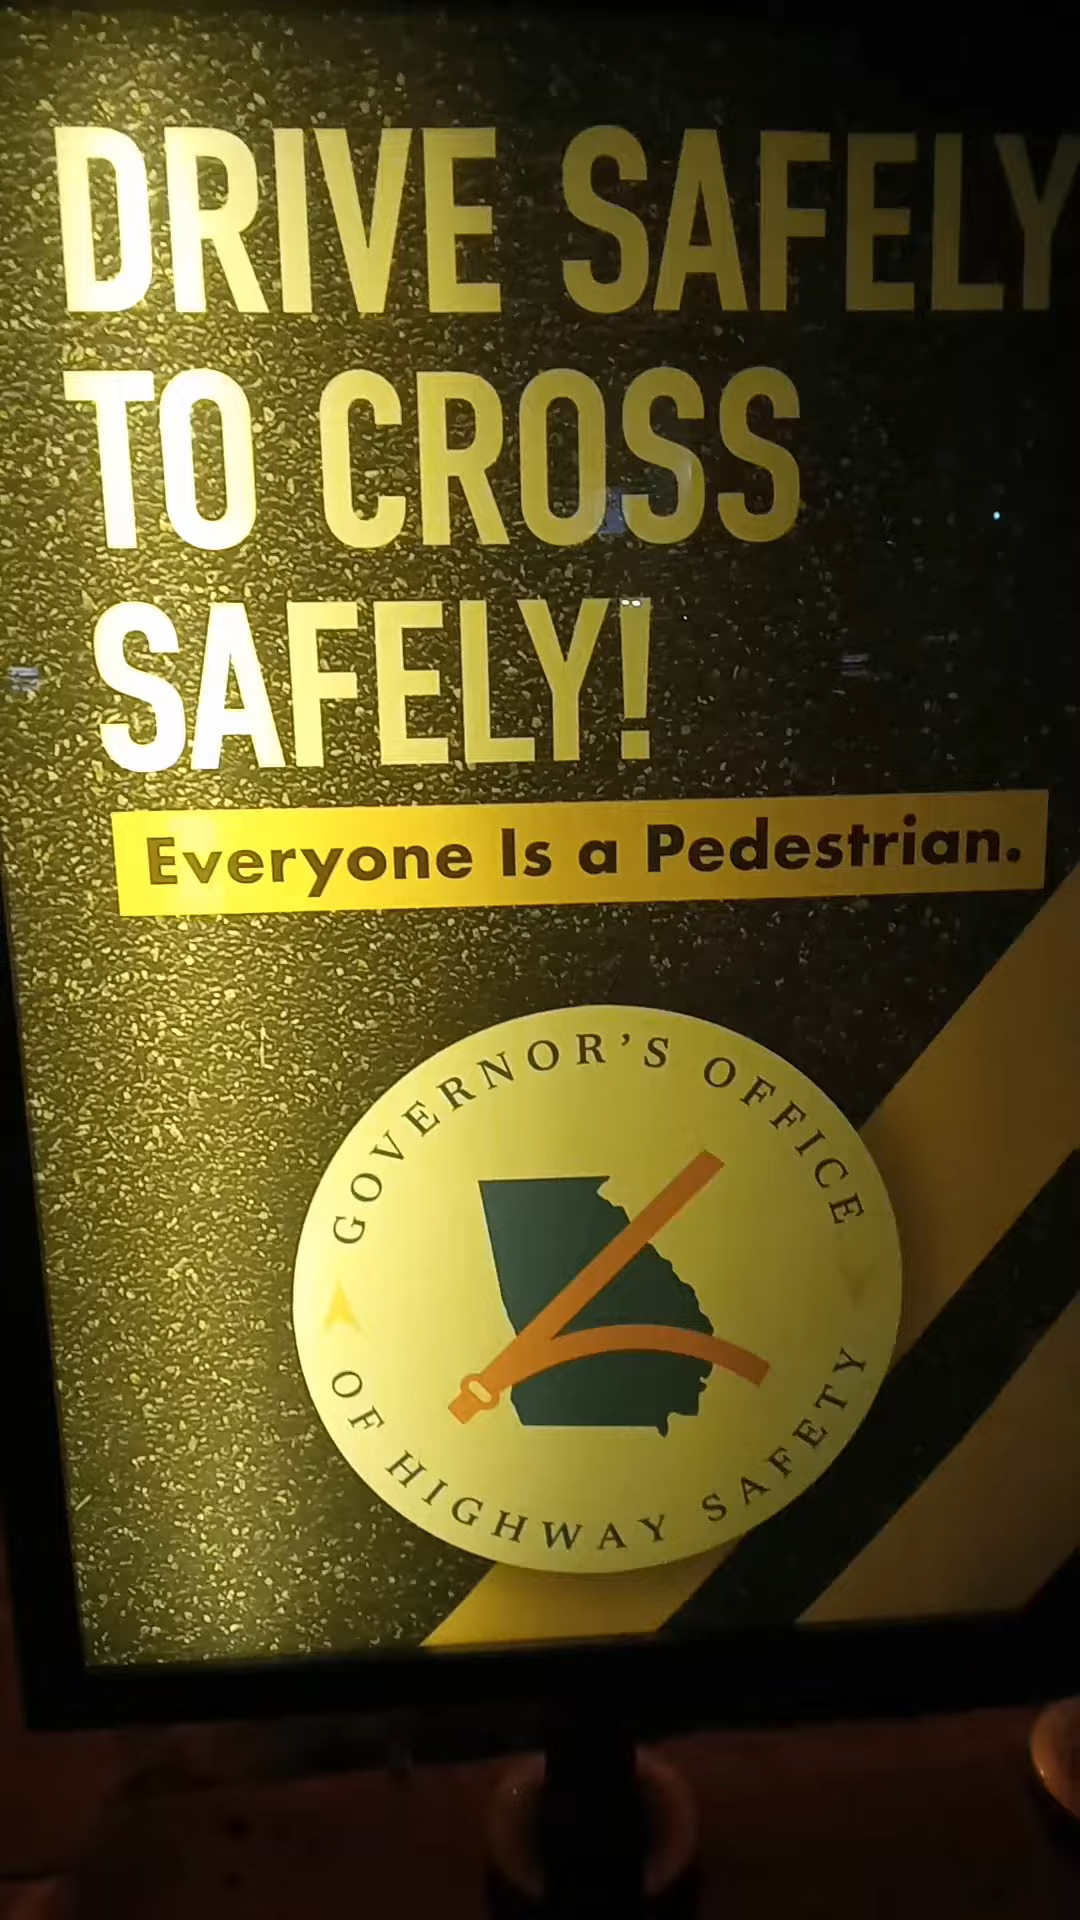 DRIVE SAFELY
TO CROSS
SAFELY!
Everyone Is a Pedestrian.
GOVERNOR'S OFFICE
OF HIGHWAY SAFETY